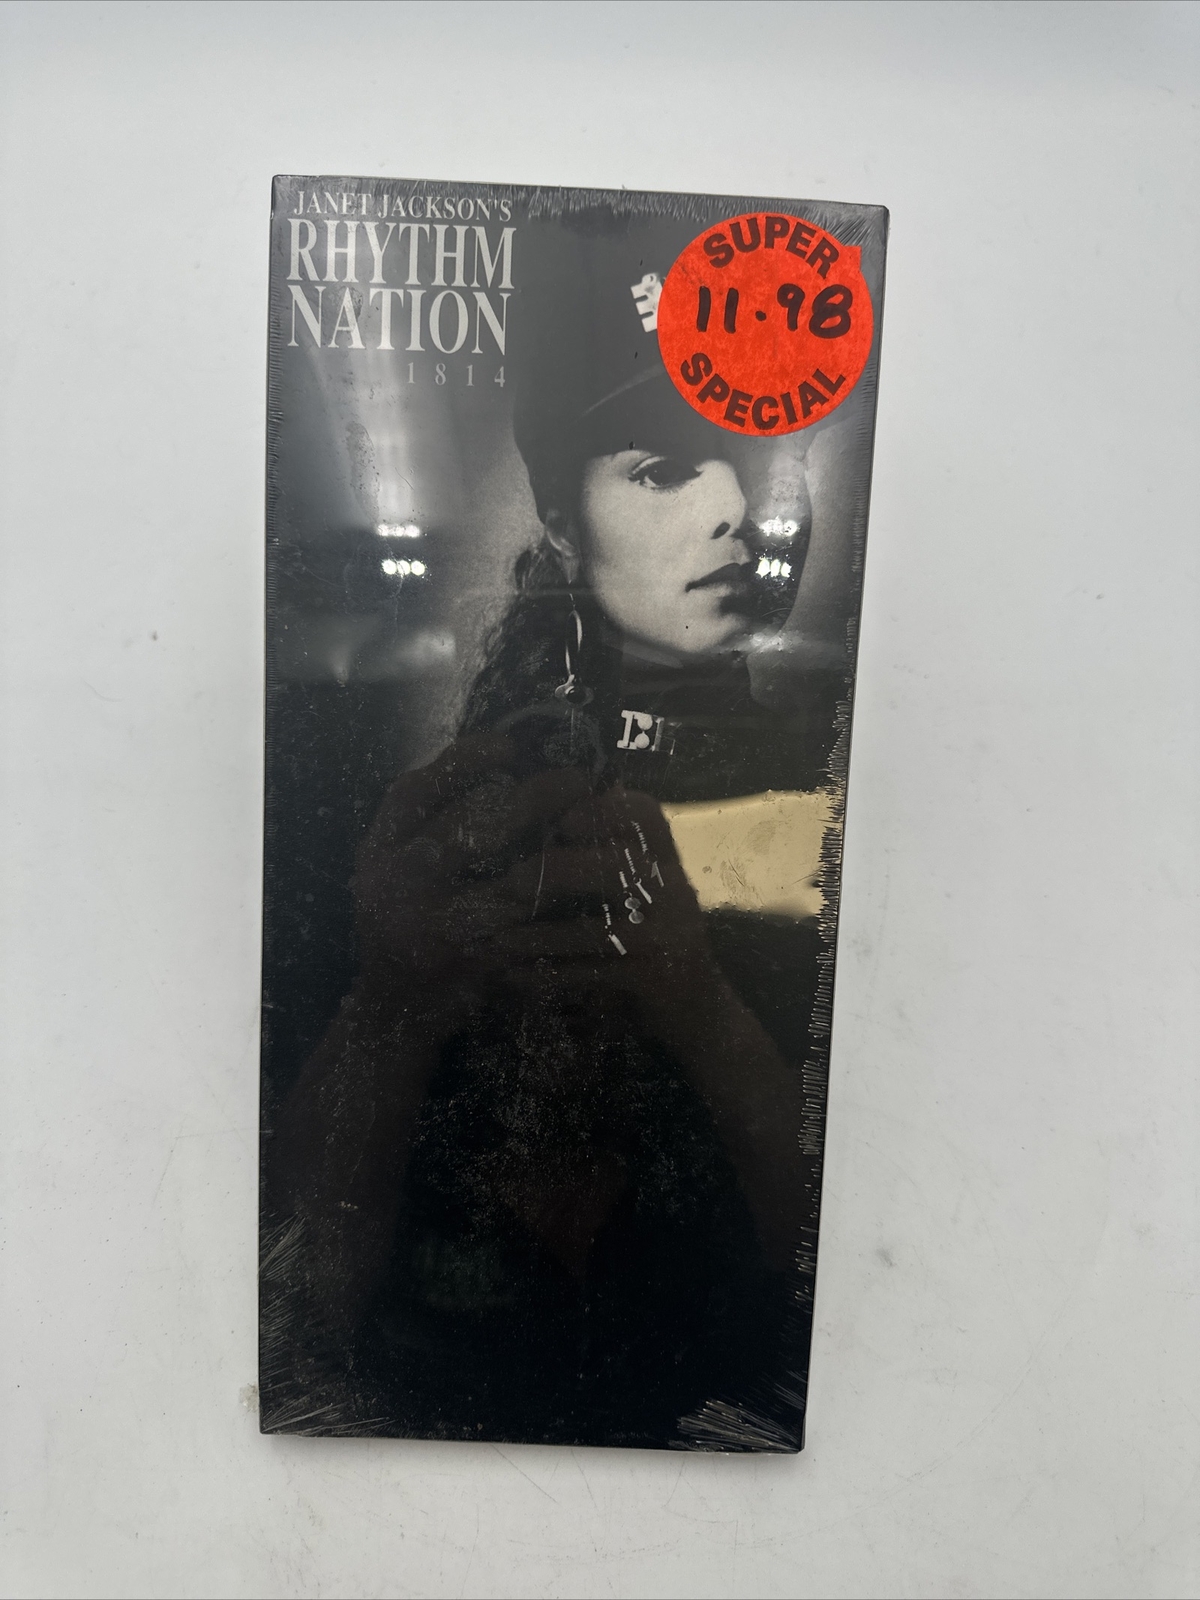 JANET JACKSON'S
RHYTHM
NATION
1814
SUPER
11.98
SPECIAL